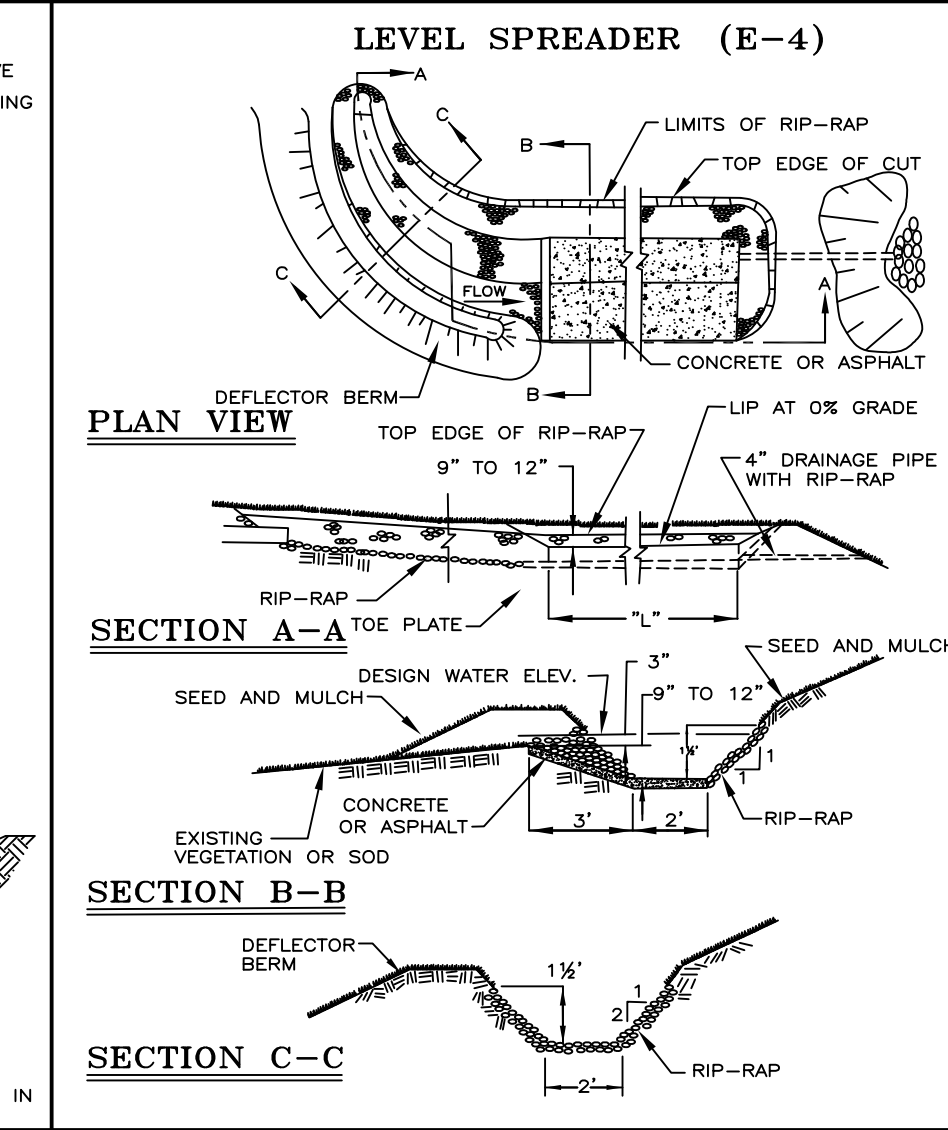 VE
ING
IN
LEVEL SPREADER (E-4)
A
C
B
LIMITS OF RIP-RAP
TOP EDGE OF CUT
C
FLOW
A
CONCRETE OR ASPHALT
DEFLECTOR BERM
B
PLAN VIEW
LIP AT 0% GRADE
TOP EDGE OF RIP-RAP
9" TO 12"
4" DRAINAGE PIPE
WITH RIP-RAP
RIP-RAP
TOE PLATE
"L"
SECTION A-A
SEED AND MULCH
3"
DESIGN WATER ELEV.
9" TO 12"
SEED AND MULCH
1½'
1
1
CONCRETE
OR ASPHALT
3'
2'
RIP-RAP
EXISTING
VEGETATION OR SOD
SECTION B-B
DEFLECTOR
BERM
1½'
1
2
RIP-RAP
2'
SECTION C-C